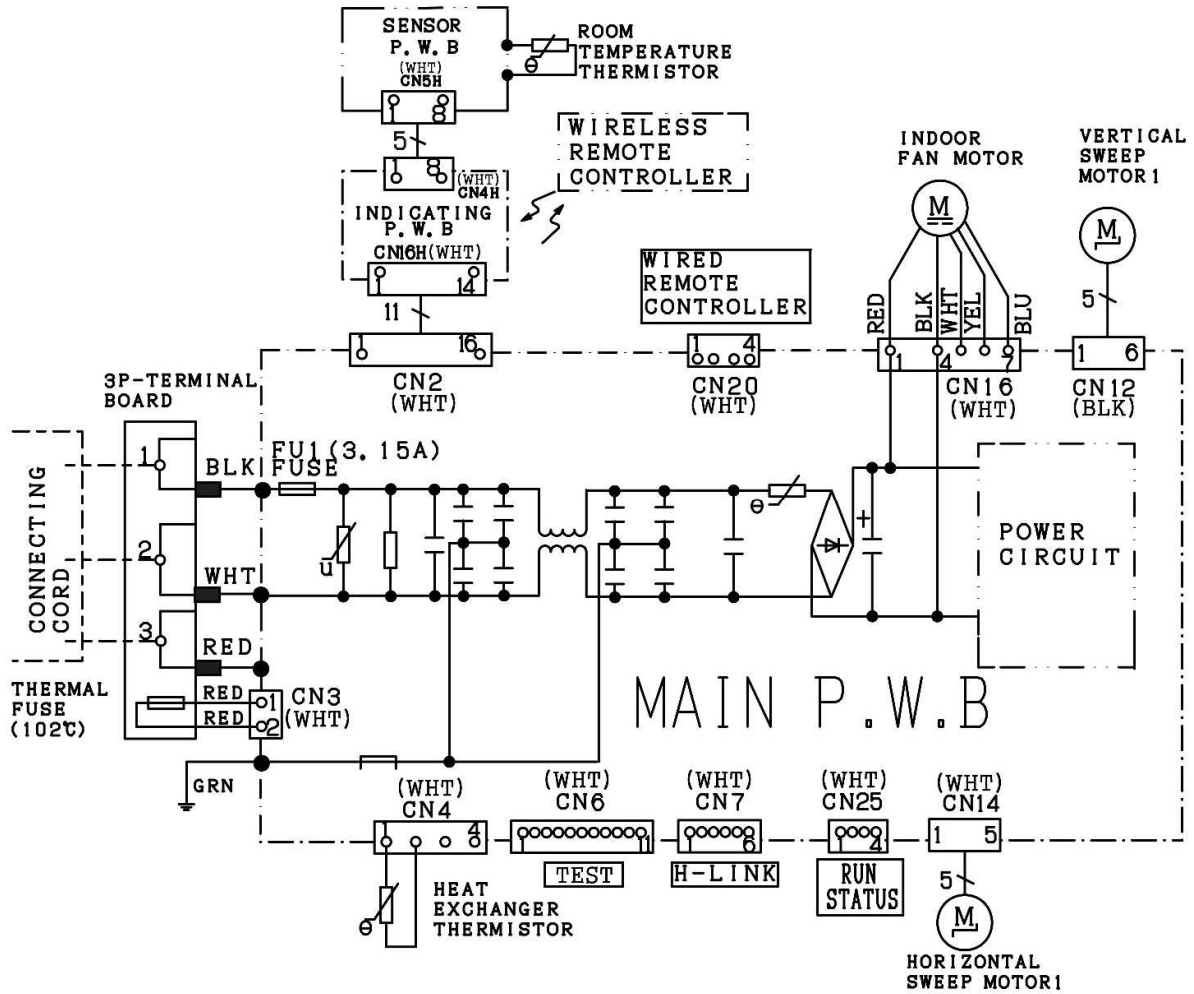 SENSOR
P. W. B
(WHT)
CN5H
1 8
ROOM
TEMPERATURE
THERMISTOR
θ
5
1 8
(WHT)
CN4H
WIRELESS
REMOTE
CONTROLLER
INDICATING
P. W. B
CN16H(WHT)
1 14
11
1 16
CN2
(WHT)
WIRED
REMOTE
CONTROLLER
1 4
CN20
(WHT)
INDOOR
FAN MOTOR
M
RED
BLK
WHT
YEL
BLU
1 4 7
CN16
(WHT)
VERTICAL
SWEEP
MOTOR1
M
5
1 6
CN12
(BLK)
3P-TERMINAL
BOARD
CONNECTING
CORD
1
2
3
BLK
WHT
RED
FU1(3. 15A)
FUSE
u
θ
+
POWER
CIRCUIT
THERMAL
FUSE
(102℃)
RED
RED
1
2
CN3
(WHT)
GRN
MAIN P.W.B
(WHT)
CN4
1 4
θ
HEAT
EXCHANGER
THERMISTOR
(WHT)
CN6
1 11
TEST
(WHT)
CN7
1 6
H-LINK
(WHT)
CN25
1 4
RUN
STATUS
(WHT)
CN14
1 5
5
M
HORIZONTAL
SWEEP MOTOR1